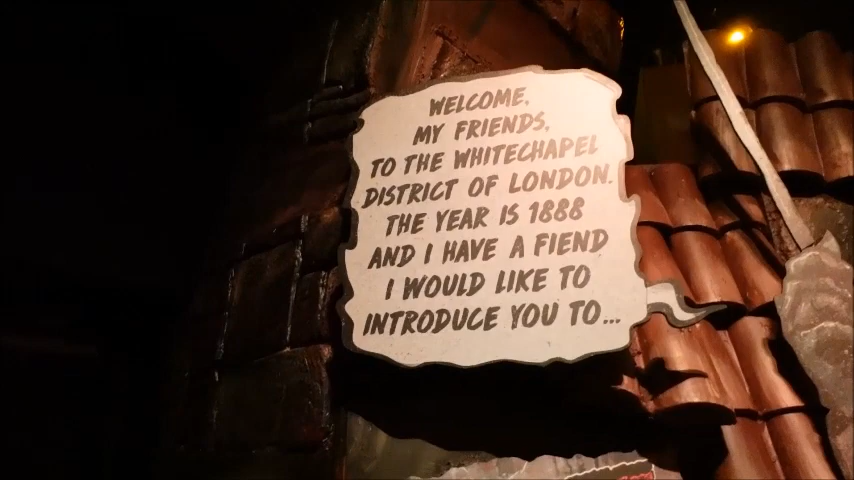 WELCOME,
MY FRIENDS,
TO THE WHITECHAPEL
DISTRICT OF LONDON.
THE YEAR IS 1888
AND I HAVE A FIEND
I WOULD LIKE TO
INTRODUCE YOU TO...